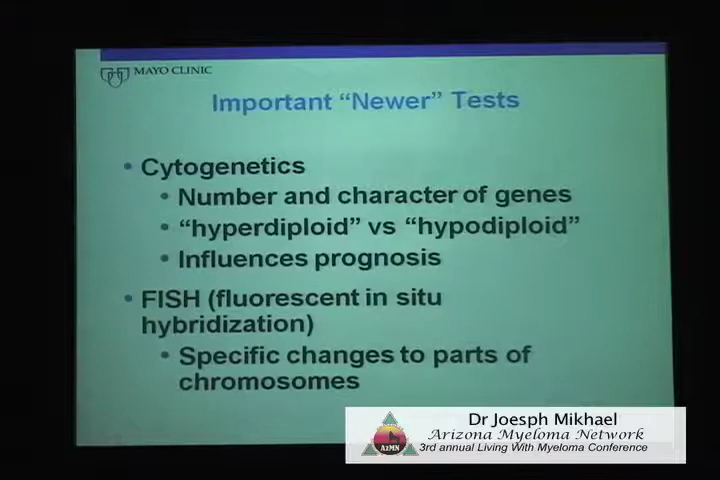 MAYO CLINIC
Important “Newer” Tests
• Cytogenetics
• Number and character of genes
• “hyperdiploid” vs “hypodiploid”
• Influences prognosis
• FISH (fluorescent in situ
hybridization)
• Specific changes to parts of
chromosomes
Dr Joesph Mikhael
Arizona Myeloma Network
3rd annual Living With Myeloma Conference
AzMN